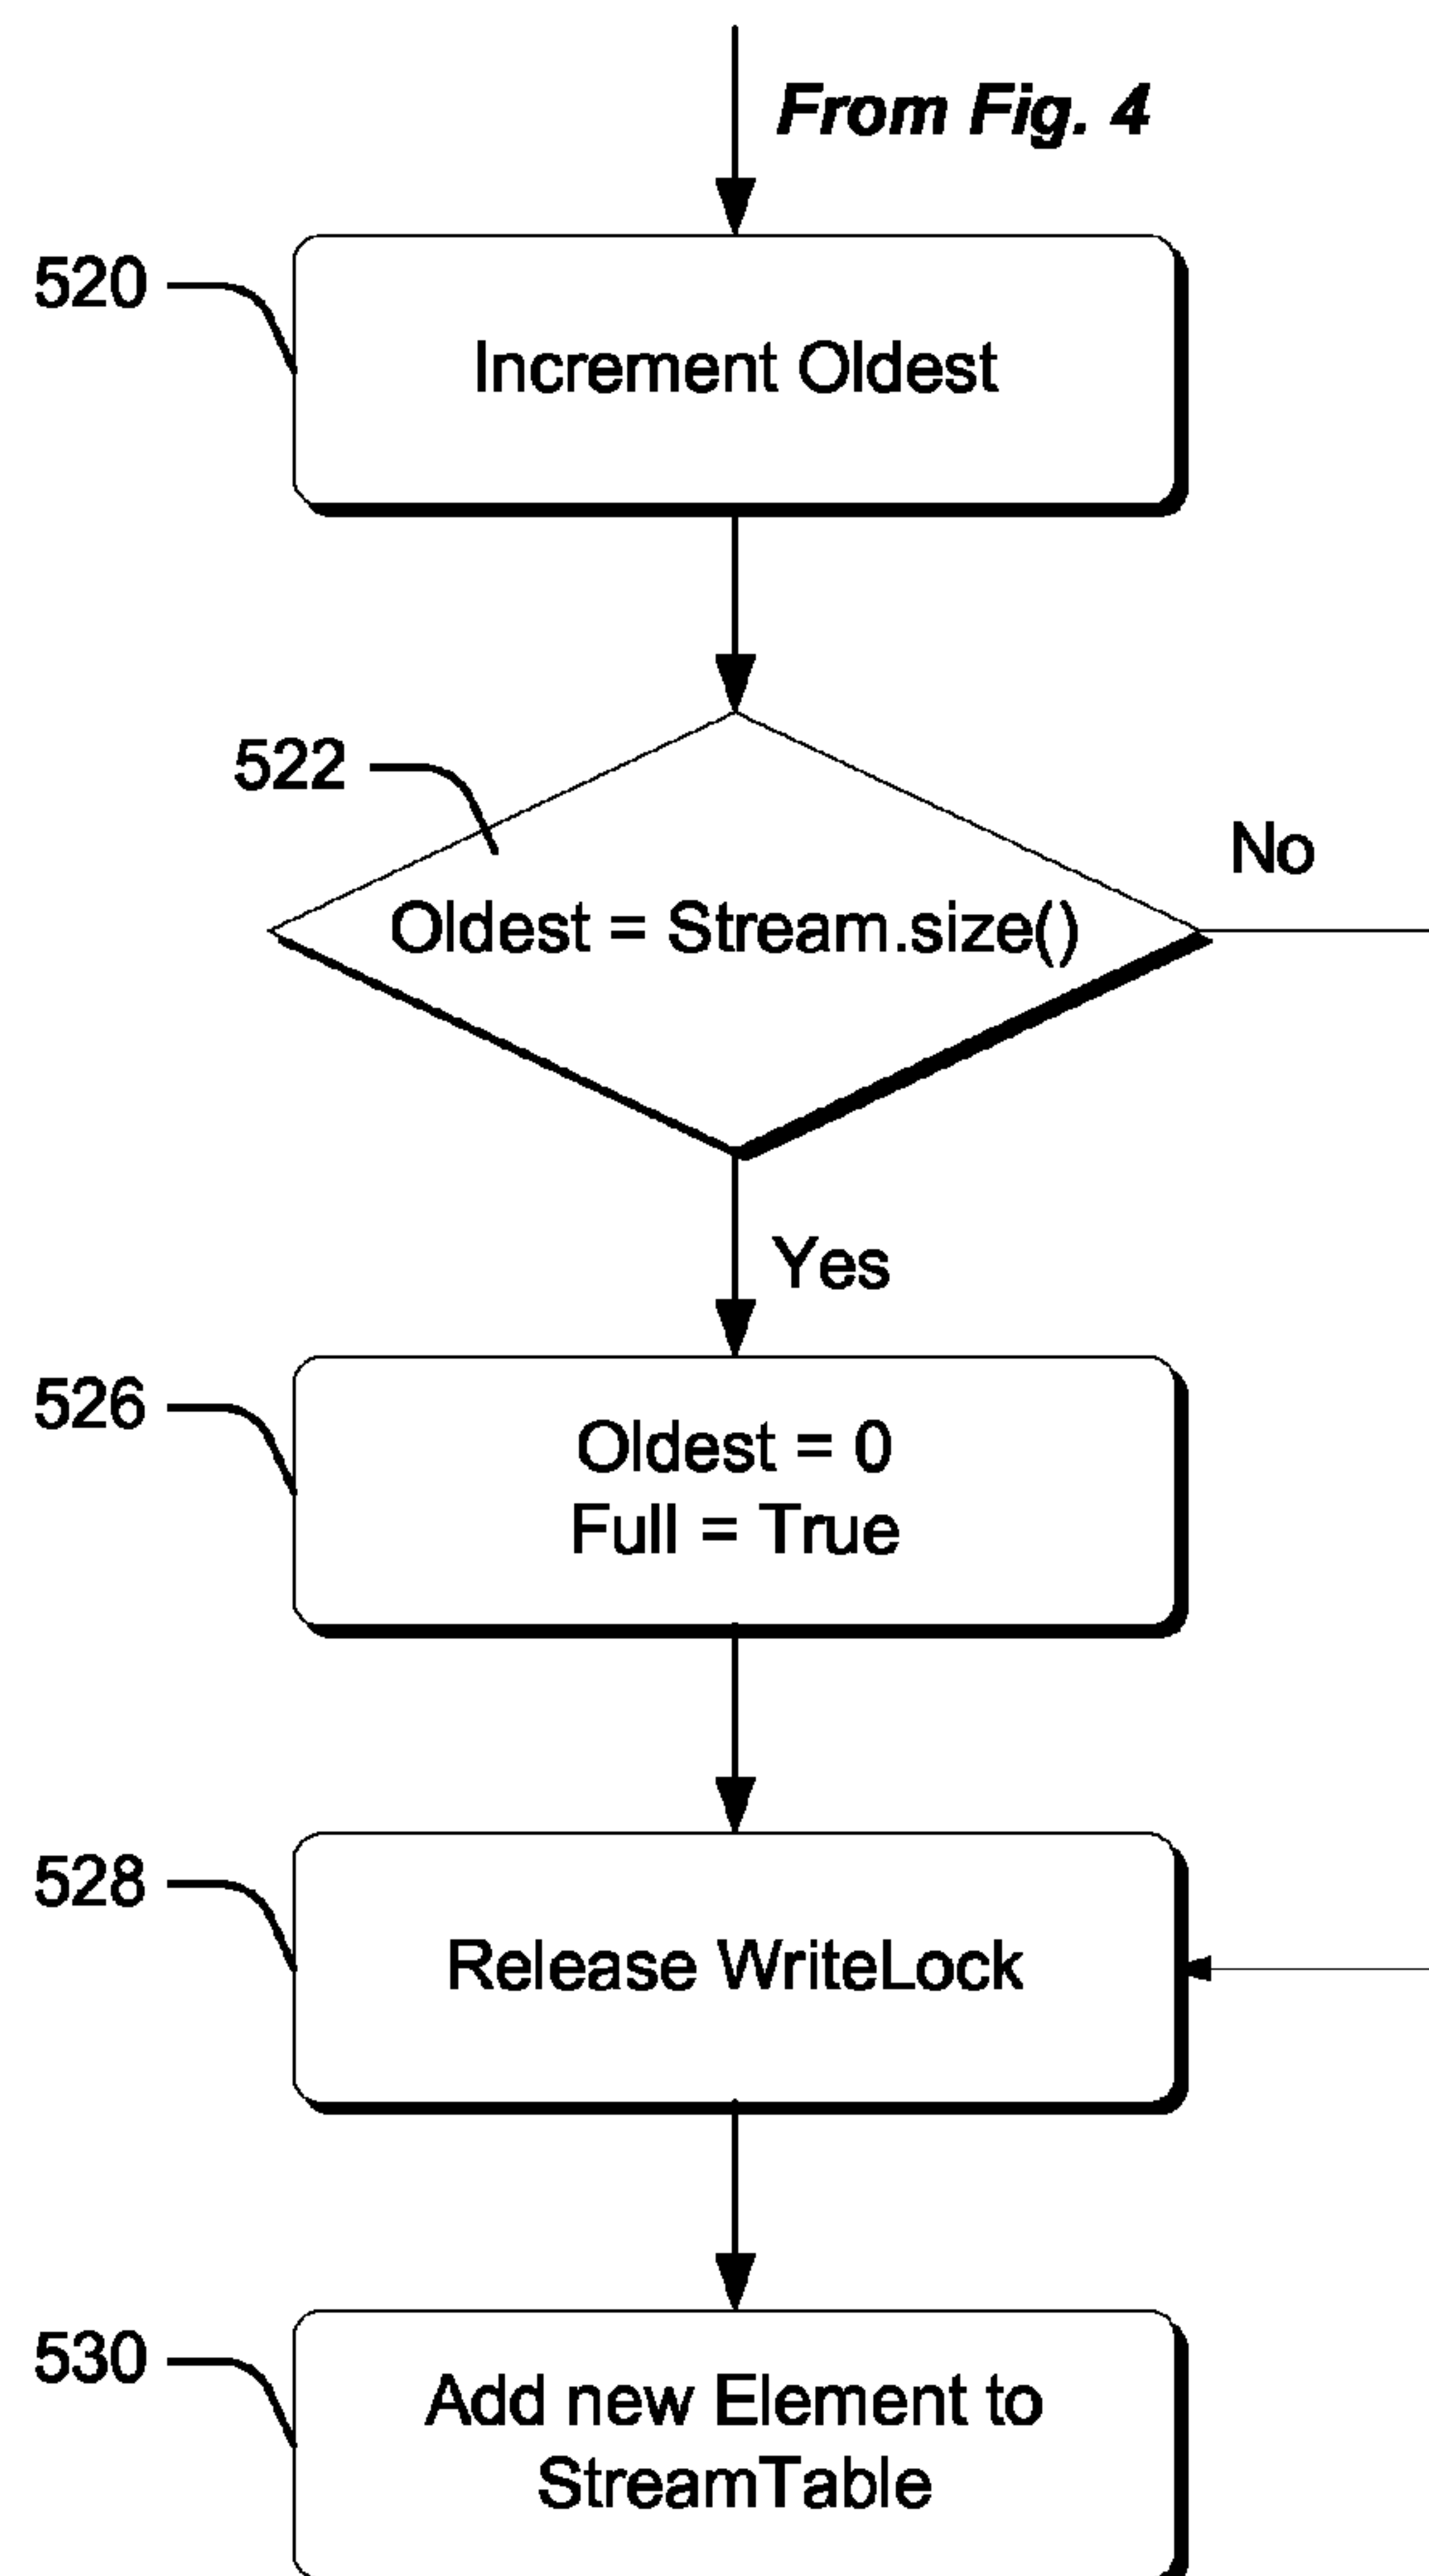 From Fig. 4
520
Increment Oldest
522
No
Oldest = Stream.size()
Yes
526
Oldest = 0
Full = True
528
Release WriteLock
530
Add new Element to
StreamTable